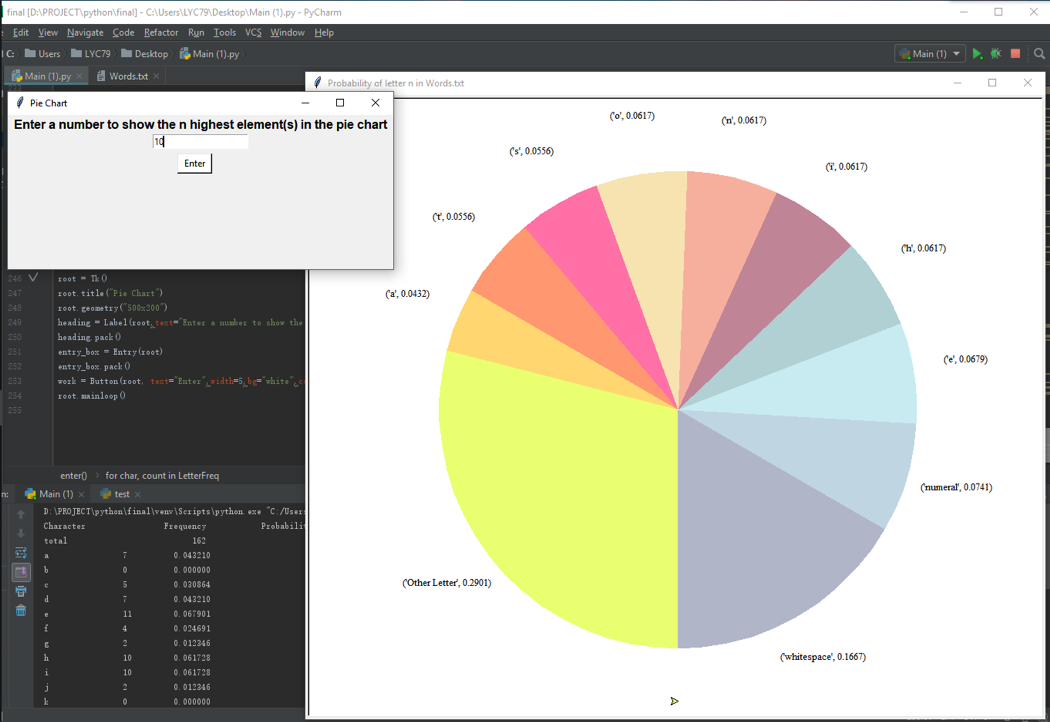 final [D:\PROJECT\python\final] - C:\Users\LYC79\Desktop\Main (1).py - PyCharm
Edit View Navigate Code Refactor Run Tools VCS Window Help
C: Users LYC79 Desktop Main (1).py
Main (1)
Main (1).py Words.txt
Probability of letter n in Words.txt
Pie Chart
Enter a number to show the n highest element(s) in the pie chart
10
Enter
('o', 0.0617)
('n', 0.0617)
('s', 0.0556)
('i', 0.0617)
('t', 0.0556)
('h', 0.0617)
('a', 0.0432)
('e', 0.0679)
('numeral', 0.0741)
('Other Letter', 0.2901)
('whitespace', 0.1667)
246 root = Tk()
247 root.title("Pie Chart")
248 root.geometry("500x200")
249 heading = Label(root,text="Enter a number to show the
250 heading.pack()
251 entry_box = Entry(root)
252 entry_box.pack()
253 work = Button(root, text="Enter",width=5,bg="white",co
254 root.mainloop()
255
enter() for char, count in LetterFreq
n: Main (1) test
D:\PROJECT\python\final\venv\Scripts\python.exe "C:/Users
Character Frequency Probabilit
total 162
a 7 0.043210
b 0 0.000000
c 5 0.030864
d 7 0.043210
e 11 0.067901
f 4 0.024691
g 2 0.012346
h 10 0.061728
i 10 0.061728
j 2 0.012346
k 0 0.000000